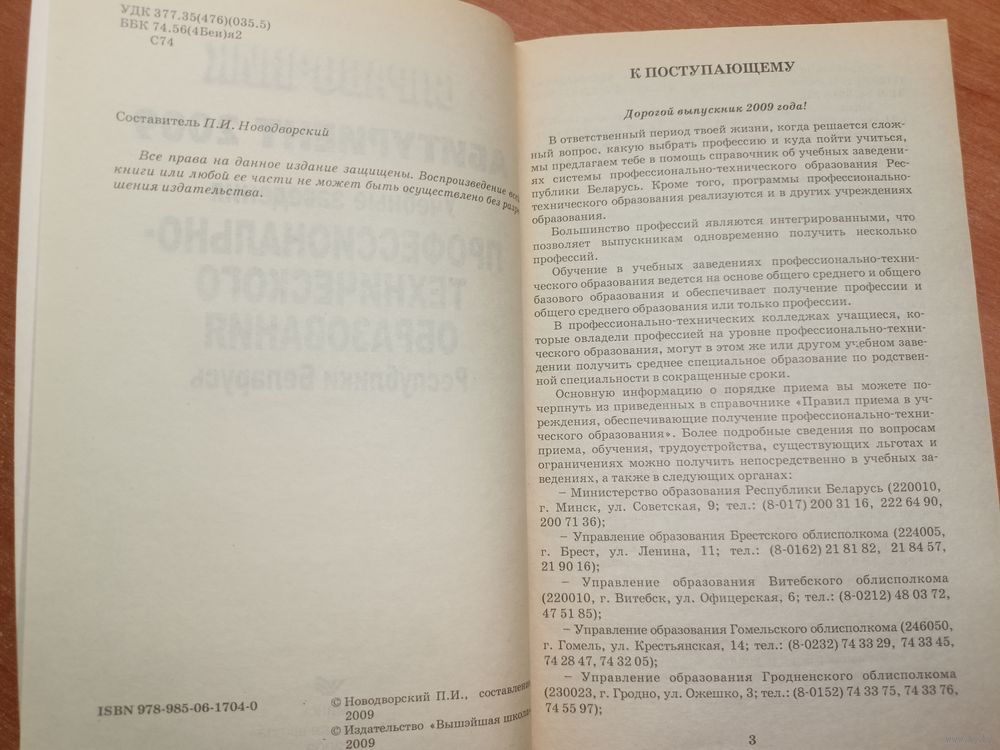 УДК 377.35(476)(035.5)
ББК 74.56(4Беи)я2
С74
Составитель П.И. Новодворский
Все права на данное издание защищены. Воспроизведение всей
книги или любой ее части не может быть осуществлено без разре-
шения издательства.
ISBN 978-985-06-1704-0
© Новодворский П.И., составление,
2009
© Издательство «Вышэйшая школа»,
2009
К ПОСТУПАЮЩЕМУ
Дорогой выпускник 2009 года!
В ответственный период твоей жизни, когда решается слож-
ный вопрос. какую выбрать профессию и куда пойти учиться,
мы предлагаем тебе в помощь справочник об учебных заведени-
ях системы профессионально-технического образования Рес-
публики Беларусь. Кроме того, программы профессионально-
технического образования реализуются и в других учреждениях
образования.
Большинство профессий являются интегрированными, что
позволяет выпускникам одновременно получить несколько
профессий.
Обучение в учебных заведениях профессионально-техни-
ческого образования ведется на основе общего среднего и общего
базового образования и обеспечивает получение профессии и
общего среднего образования или только профессии.
В профессионально-технических колледжах учащиеся, ко-
торые овладели профессией на уровне профессионально-техни-
ческого образования, могут в этом же или другом учебном заве-
дении получить среднее специальное образование по родствен-
ной специальности в сокращенные сроки.
Основную информацию о порядке приема вы можете по-
черпнуть из приведенных в справочнике «Правил приема в уч-
реждения, обеспечивающие получение профессионально-техни-
ческого образования». Более подробные сведения по вопросам
приема, обучения, трудоустройства, существующих льготах и
ограничениях можно получить непосредственно в учебных за-
ведениях, а также в следующих органах:
– Министерство образования Республики Беларусь (220010,
г. Минск, ул. Советская, 9; тел.: (8-017) 200 31 16, 222 64 90,
200 71 36);
– Управление образования Брестского облисполкома (224005,
г. Брест, ул. Ленина, 11; тел.: (8-0162) 21 81 82, 21 84 57,
21 90 16);
– Управление образования Витебского облисполкома
(220010, г. Витебск, ул. Офицерская, 6; тел.: (8-0212) 48 03 72,
47 51 85);
– Управление образования Гомельского облисполкома (246050,
г. Гомель, ул. Крестьянская, 14; тел.: (8-0232) 74 33 29, 74 33 45,
74 28 47, 74 32 05);
– Управление образования Гродненского облисполкома
(230023, г. Гродно, ул. Ожешко, 3; тел.: (8-0152) 74 33 75, 74 33 76,
74 55 97);
3